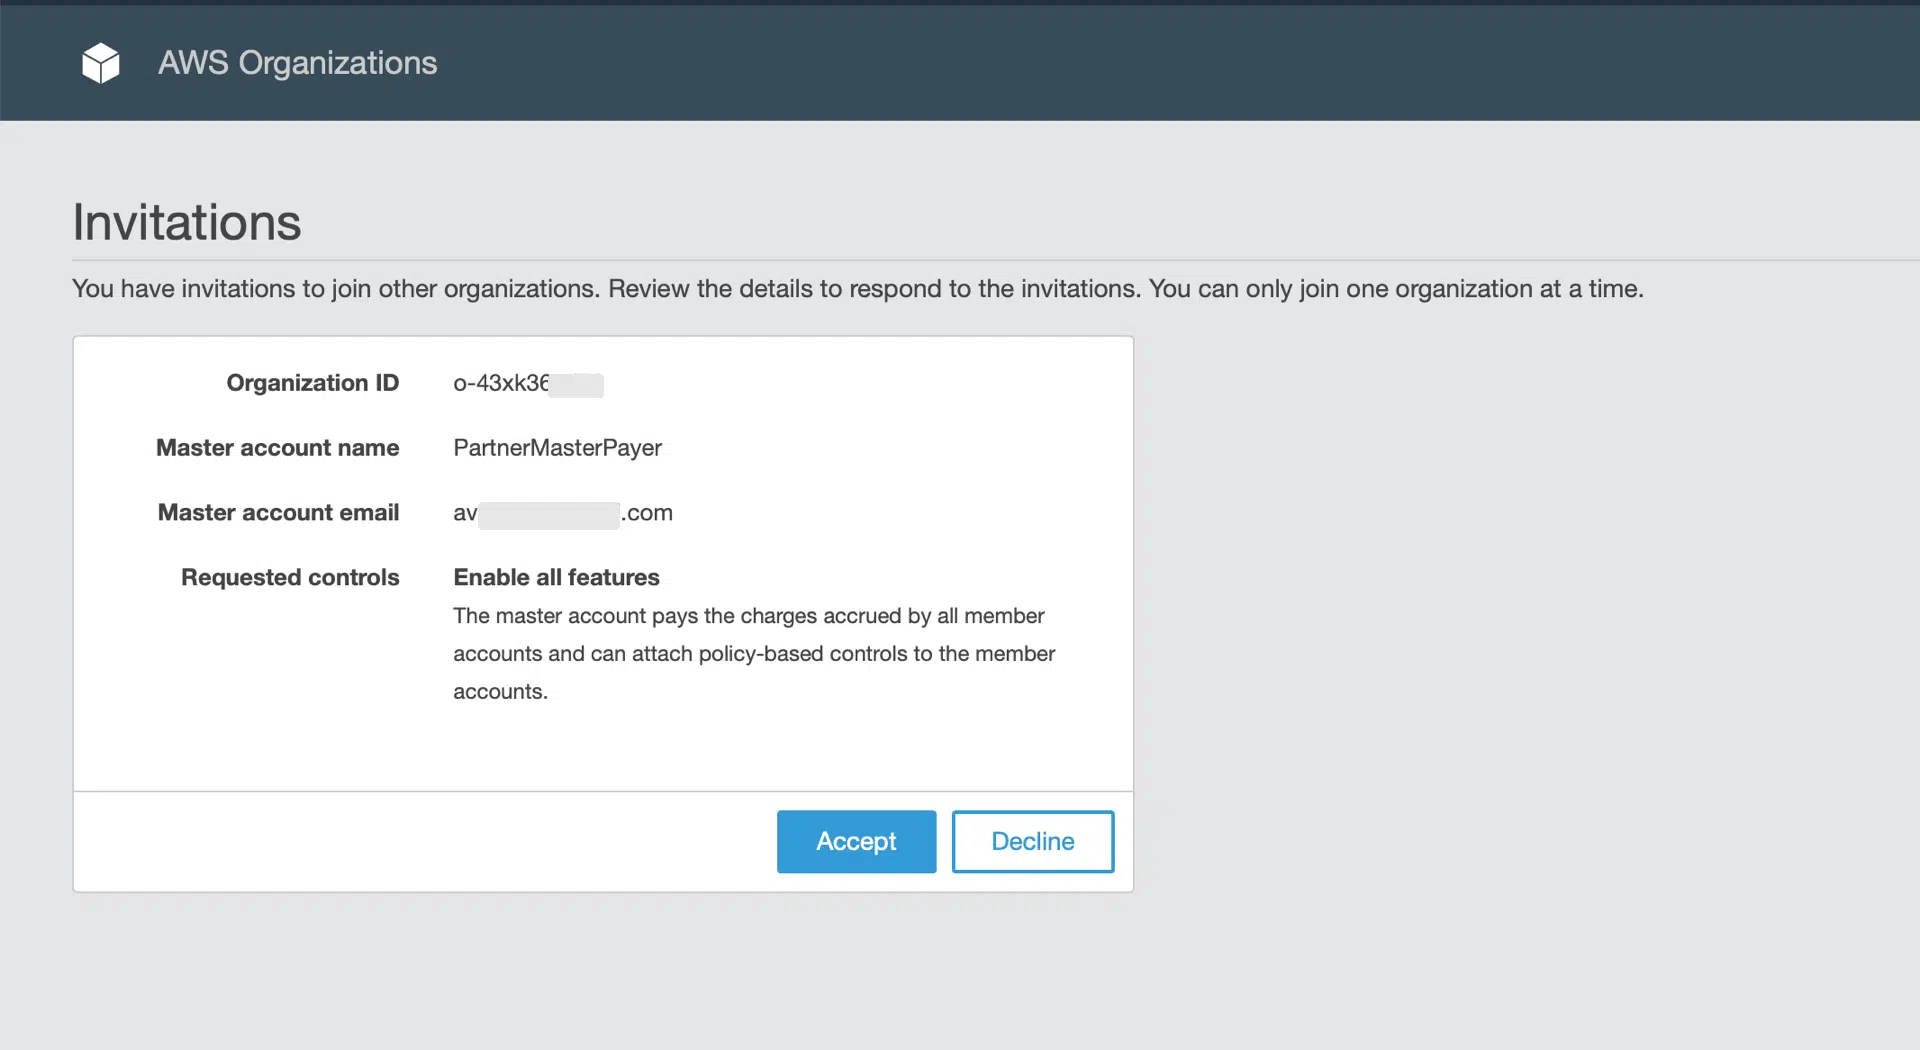 AWS Organizations
Invitations
You have invitations to join other organizations. Review the details to respond to the invitations. You can only join one organization at a time.
Organization ID o-43xk36
Master account name PartnerMasterPayer
Master account email av .com
Requested controls Enable all features
The master account pays the charges accrued by all member
accounts and can attach policy-based controls to the member
accounts.
Accept Decline